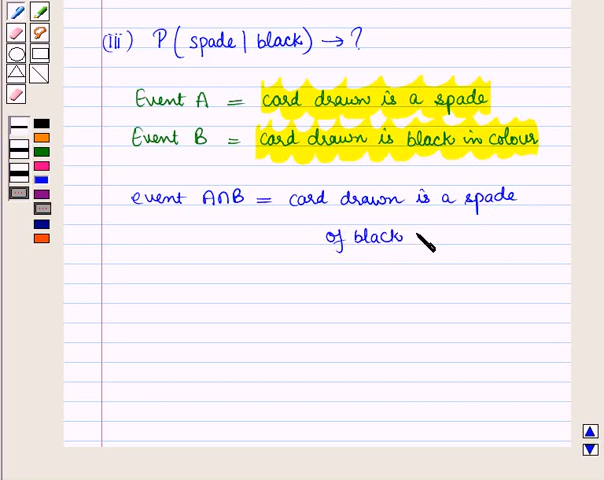 (iii) P( spade | black) → ?
Event A = card drawn is a spade
Event B = card drawn is black in colour
event A∩B = card drawn is a spade
of black